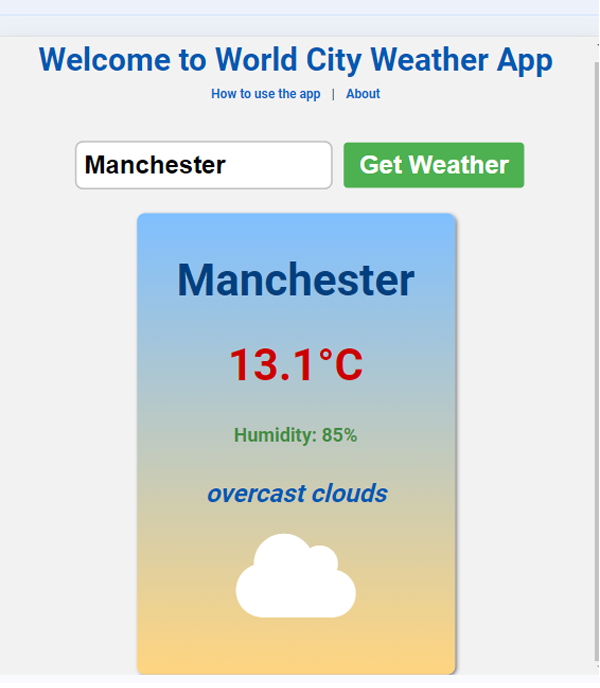 Welcome to World City Weather App
How to use the app | About
Manchester Get Weather
Manchester
13.1°C
Humidity: 85%
overcast clouds